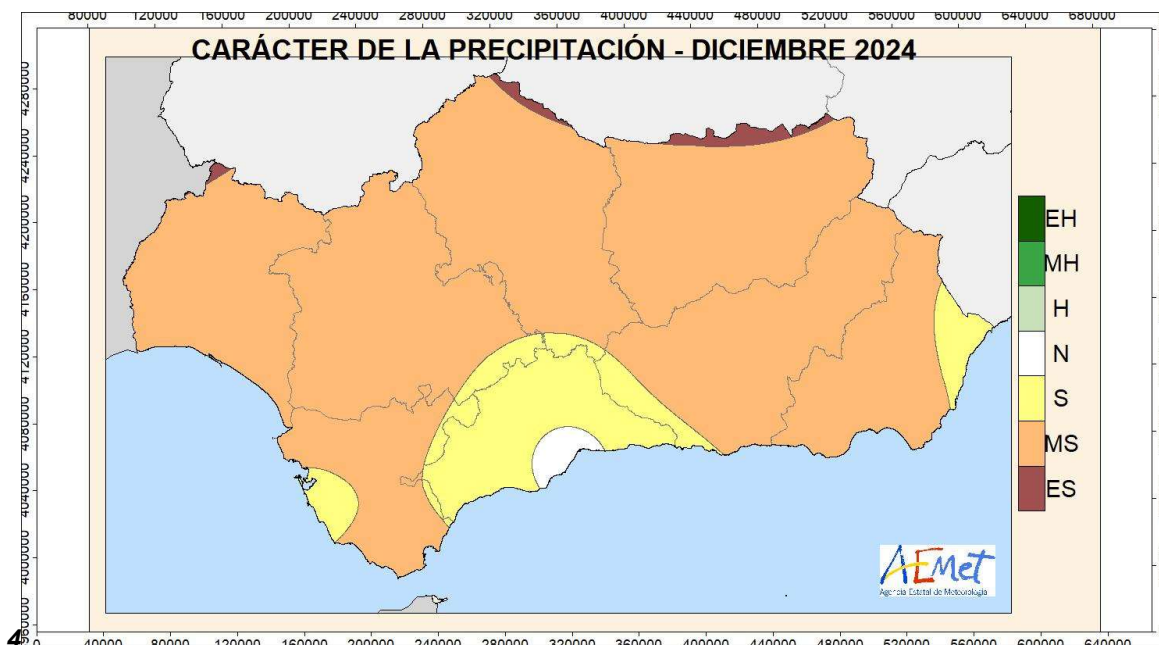 80000 120000 160000 200000 240000 280000 320000 360000 400000 440000 480000 520000 560000 600000 640000 680000
CARÁCTER DE LA PRECIPITACIÓN - DICIEMBRE 2024
4280000
4240000
4200000
4160000
4120000
4080000
4040000
4000000
EH
MH
H
N
S
MS
ES
AEMet
Agencia Estatal de Meteorología
4
0 40000 80000 120000 160000 200000 240000 280000 320000 360000 400000 440000 480000 520000 560000 600000 640000